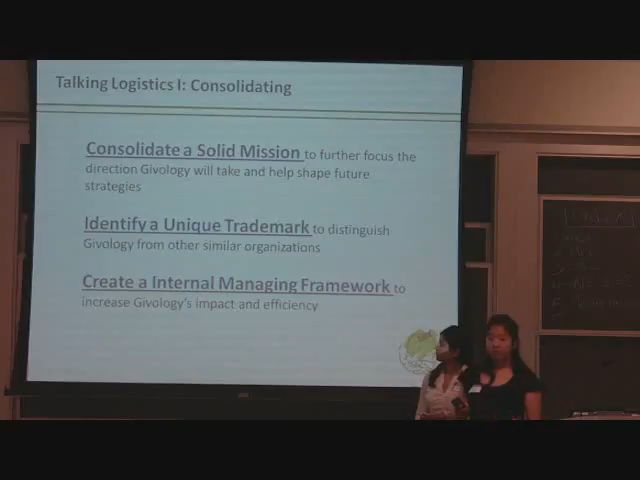 Talking Logistics I: Consolidating
Consolidate a Solid Mission to further focus the
direction Givology will take and help shape future
strategies
Identify a Unique Trademark to distinguish
Givology from other similar organizations
Create a Internal Managing Framework to
increase Givology's impact and efficiency